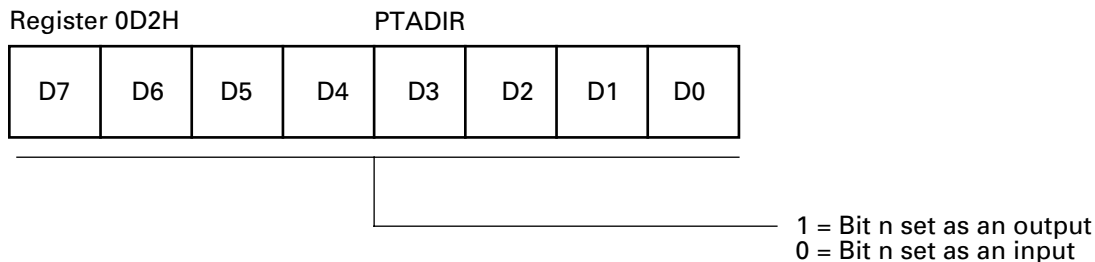 Register 0D2H PTADIR
D7 D6 D5 D4 D3 D2 D1 D0
1 = Bit n set as an output
0 = Bit n set as an input